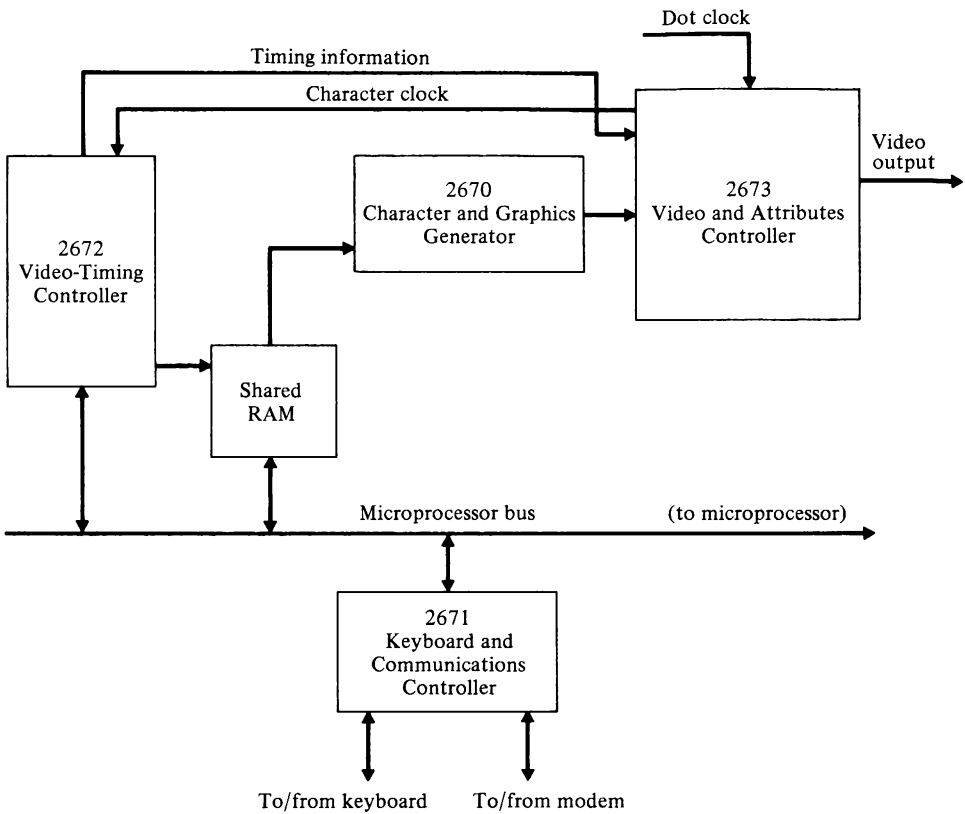 Dot clock
Timing information
Character clock
Video
output
2670
Character and Graphics
Generator
2673
Video and Attributes
Controller
2672
Video-Timing
Controller
Shared
RAM
Microprocessor bus
(to microprocessor)
2671
Keyboard and
Communications
Controller
To/from keyboard
To/from modem